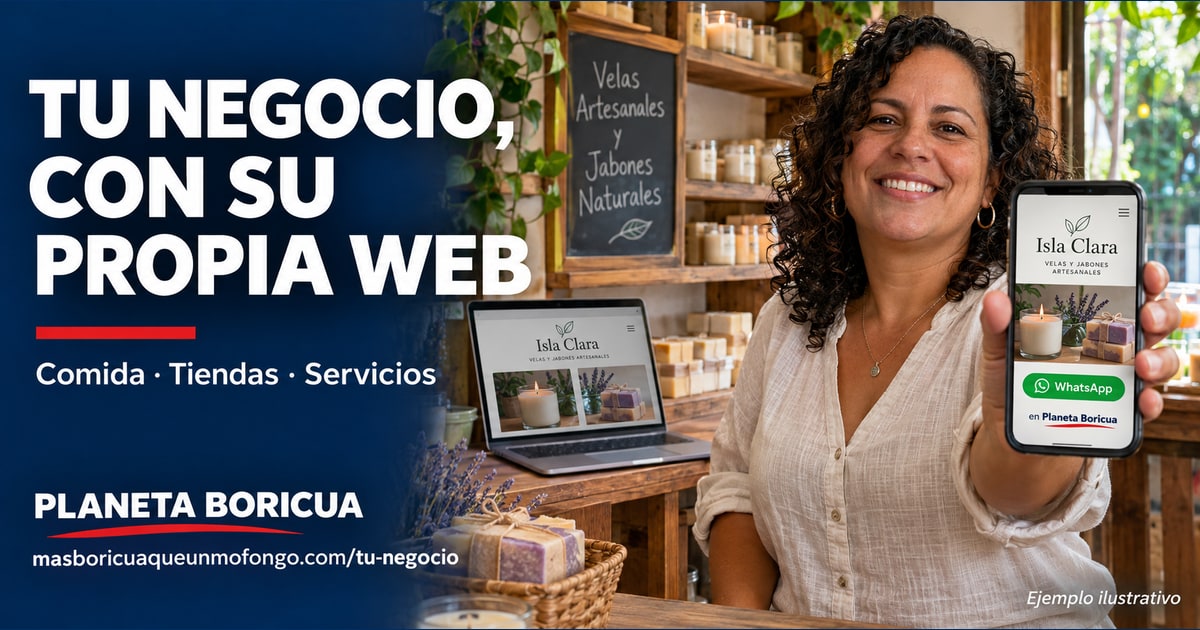 TU NEGOCIO,
CON SU
PROPIA WEB
Comida · Tiendas · Servicios
PLANETA BORICUA
masboricuaqueunmofongo.com/tu-negocio
Velas
Artesanales
y
Jabones
Naturales
Isla Clara
VELAS Y JABONES ARTESANALES
Isla Clara
VELAS Y JABONES
ARTESANALES
WhatsApp
en Planeta Boricua
Ejemplo ilustrativo